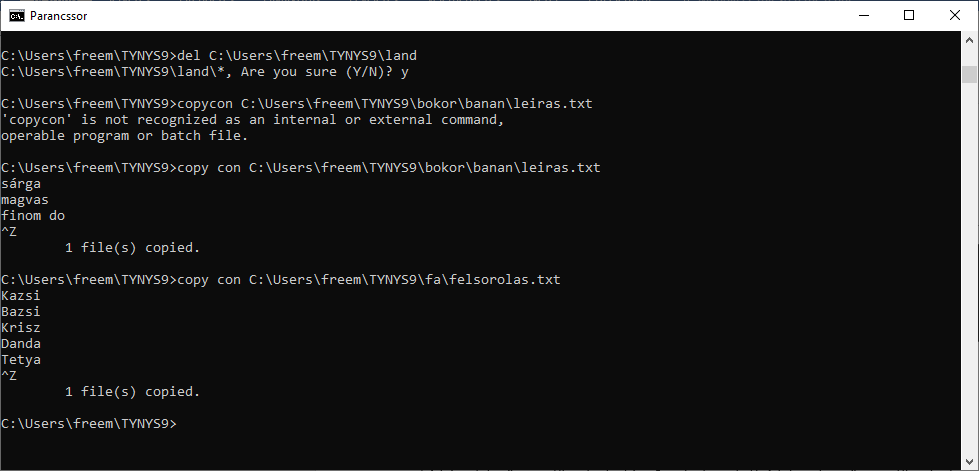 Parancssor
C:\Users\freem\TYNYS9>del C:\Users\freem\TYNYS9\land
C:\Users\freem\TYNYS9\land\*, Are you sure (Y/N)? y
C:\Users\freem\TYNYS9>copycon C:\Users\freem\TYNYS9\bokor\banan\leiras.txt
'copycon' is not recognized as an internal or external command,
operable program or batch file.
C:\Users\freem\TYNYS9>copy con C:\Users\freem\TYNYS9\bokor\banan\leiras.txt
sárga
magvas
finom do
^Z
        1 file(s) copied.
C:\Users\freem\TYNYS9>copy con C:\Users\freem\TYNYS9\fa\felsorolas.txt
Kazsi
Bazsi
Krisz
Danda
Tetya
^Z
        1 file(s) copied.
C:\Users\freem\TYNYS9>